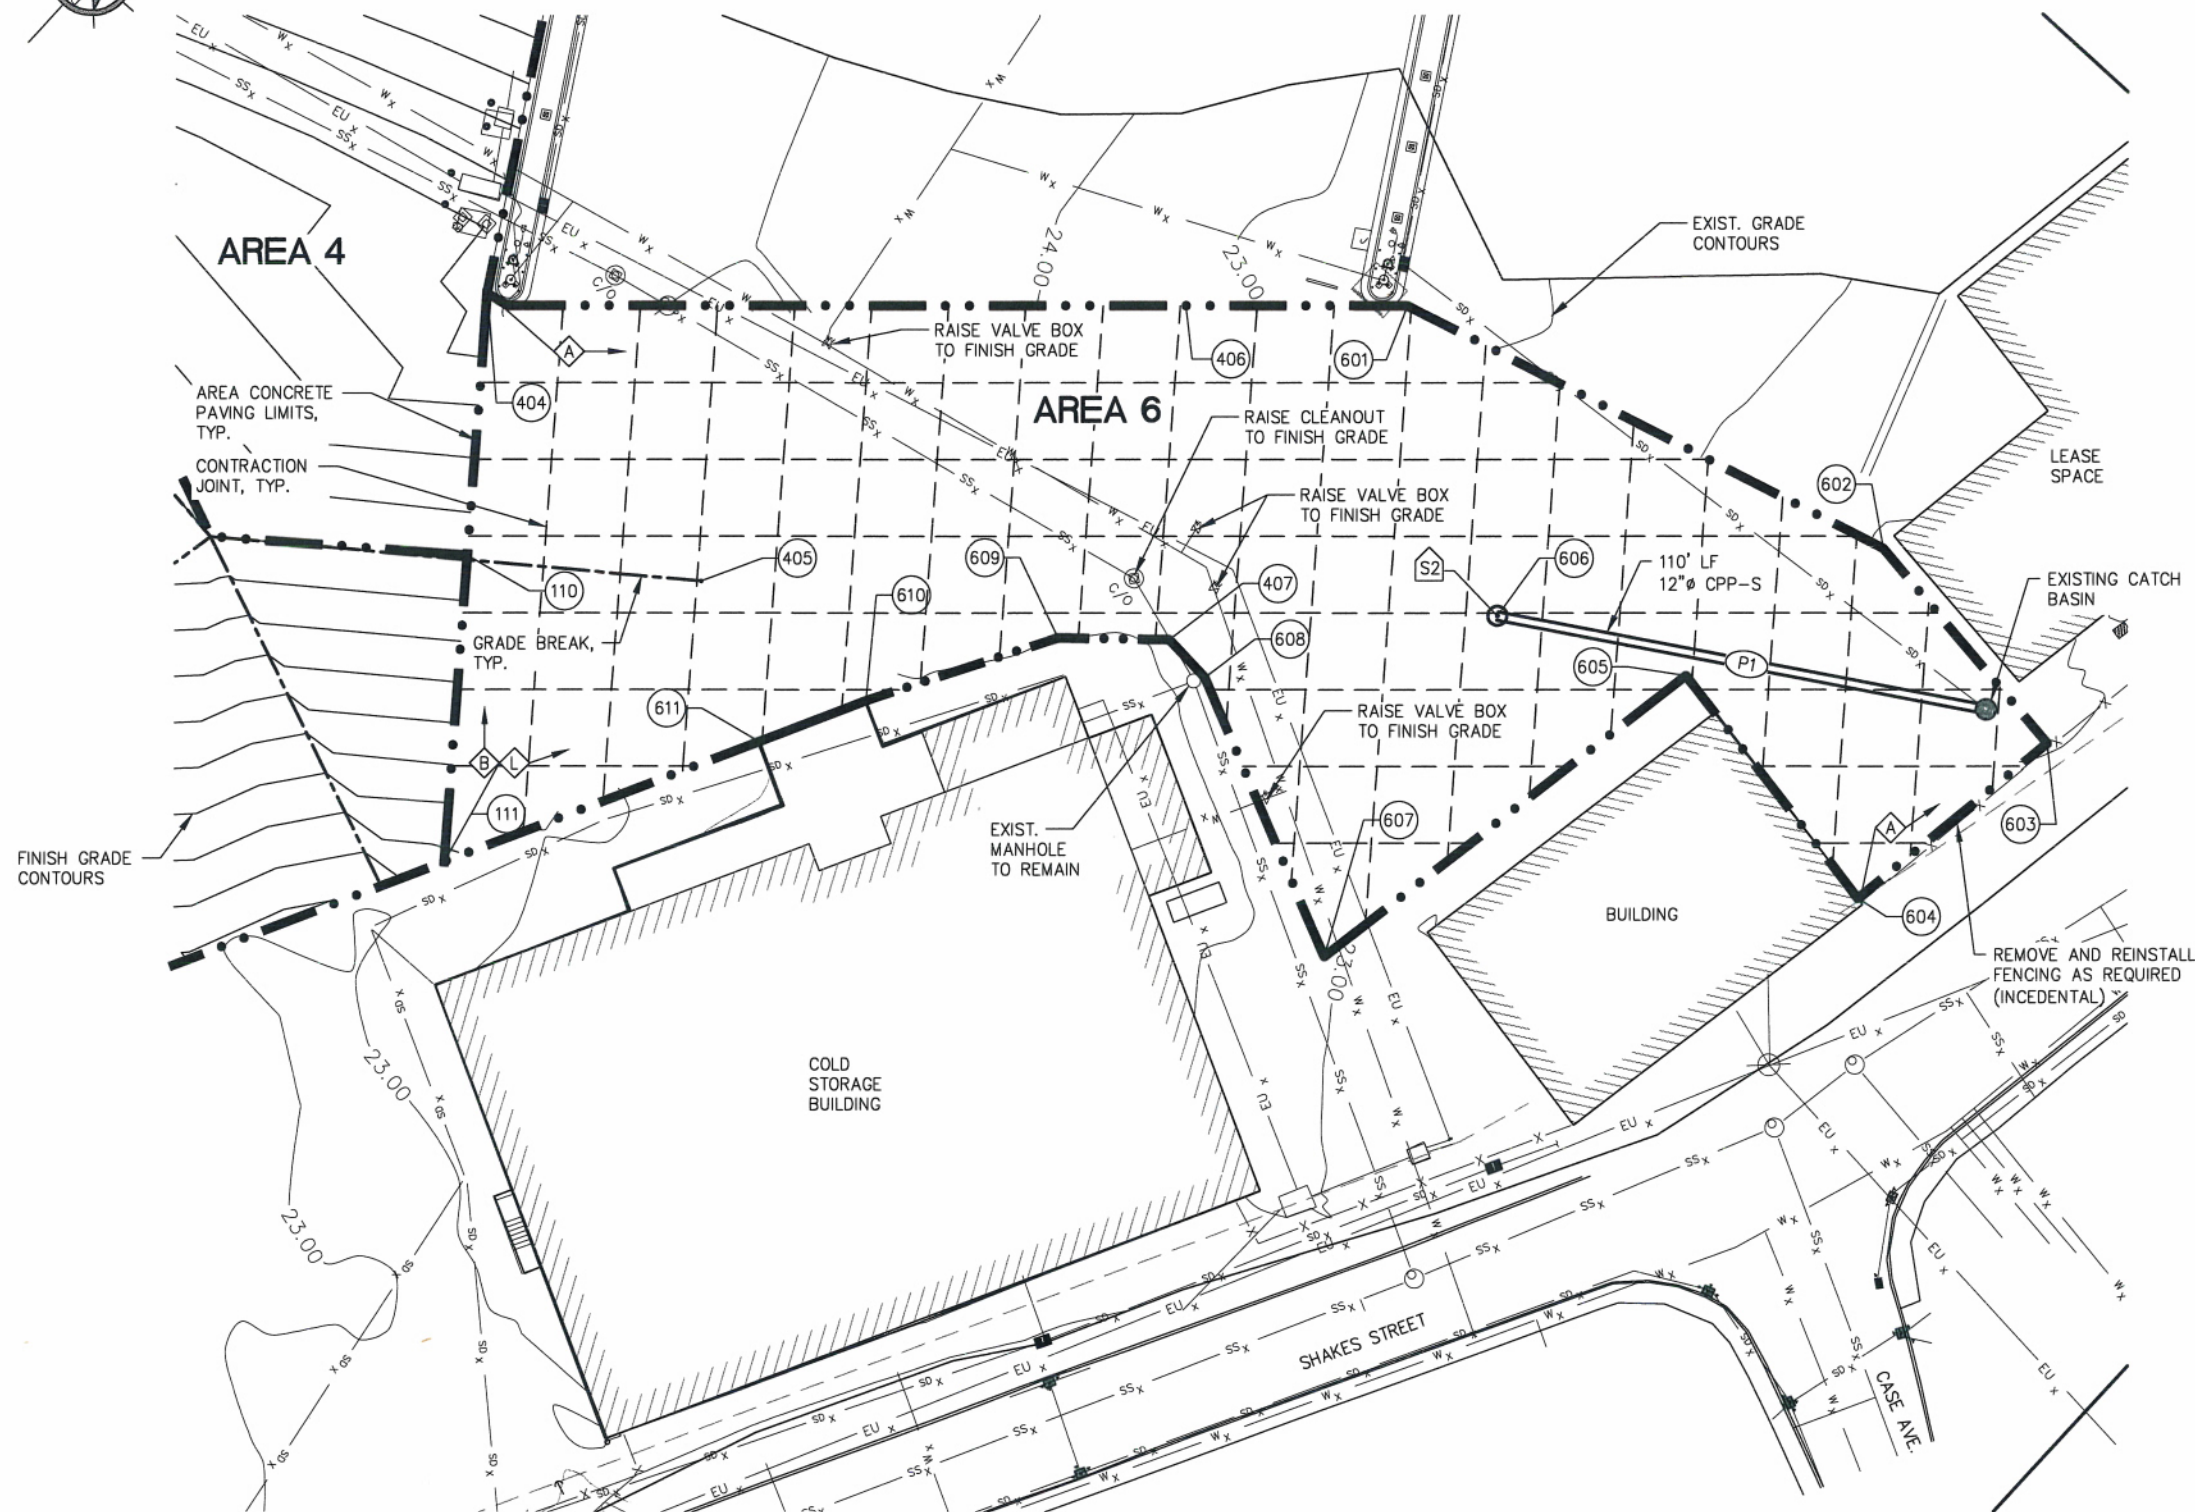 AREA 4
C/O
24.00
23.00
EXIST. GRADE
CONTOURS
A
RAISE VALVE BOX
TO FINISH GRADE
406
601
404
AREA 6
AREA CONCRETE
PAVING LIMITS,
TYP.
RAISE CLEANOUT
TO FINISH GRADE
CONTRACTION
JOINT, TYP.
LEASE
SPACE
602
RAISE VALVE BOX
TO FINISH GRADE
609
405
S2
606
110' LF
12"ø CPP-S
110
610
C/O
407
EXISTING CATCH
BASIN
GRADE BREAK,
TYP.
608
605
P1
611
RAISE VALVE BOX
TO FINISH GRADE
B
L
111
EXIST.
MANHOLE
TO REMAIN
607
A
603
FINISH GRADE
CONTOURS
BUILDING
604
REMOVE AND REINSTALL
FENCING AS REQUIRED
(INCEDENTAL)
23.00
23.00
COLD
STORAGE
BUILDING
23.00
SHAKES STREET
CASE AVE.